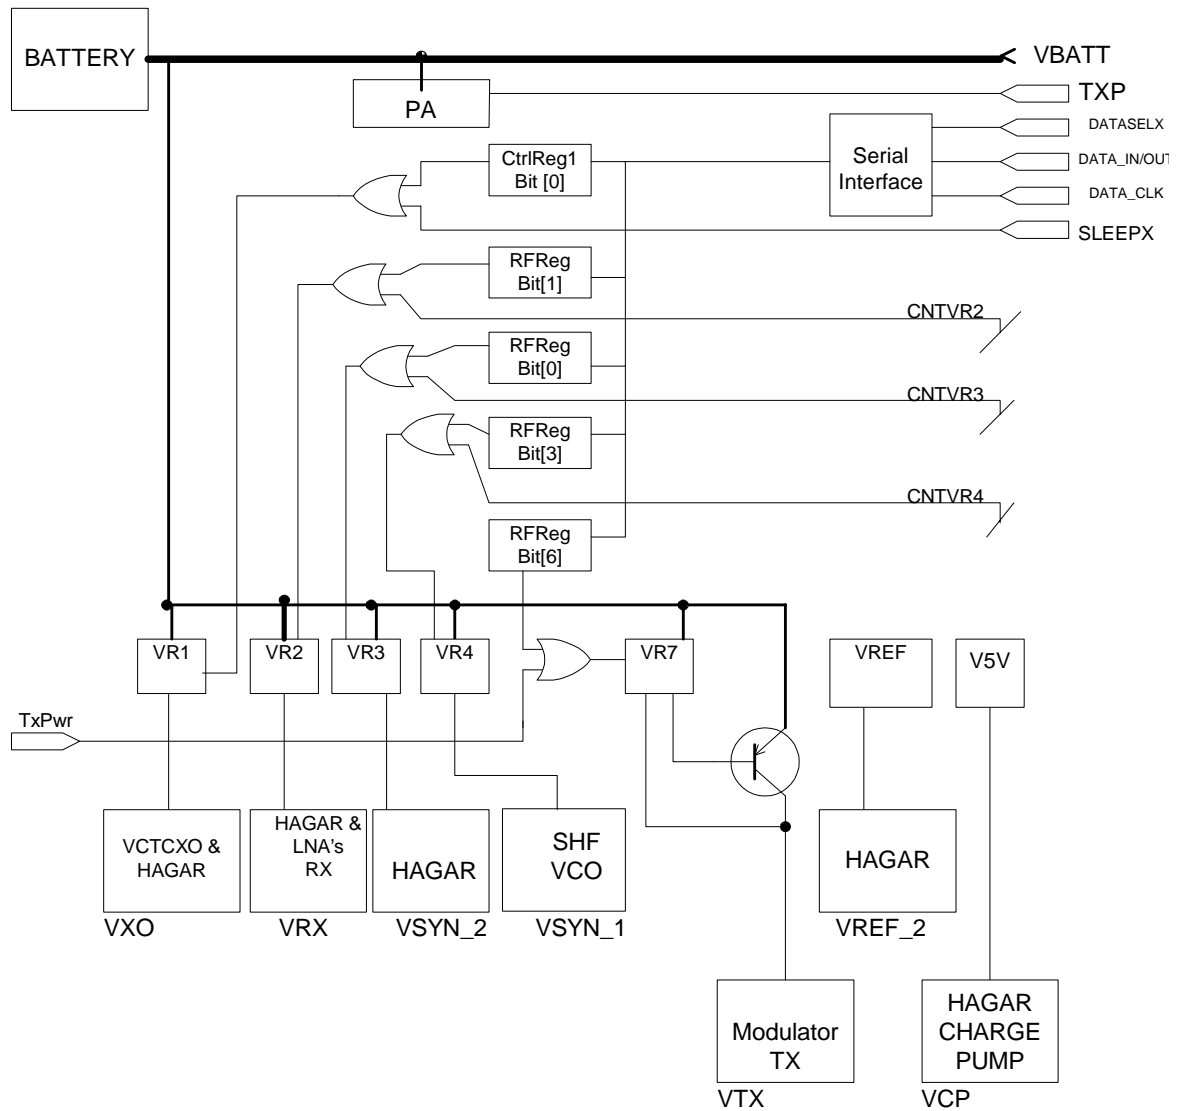 BATTERY
VBATT
PA
TXP
DATASELX
CtrlReg1
Bit [0]
Serial
Interface
DATA_IN/OUT
DATA_CLK
SLEEPX
RFReg
Bit[1]
CNTVR2
RFReg
Bit[0]
CNTVR3
RFReg
Bit[3]
CNTVR4
RFReg
Bit[6]
VR1
VR2
VR3
VR4
VR7
VREF
V5V
TxPwr
VCTCXO &
HAGAR
HAGAR &
LNA's
RX
HAGAR
SHF
VCO
HAGAR
VXO
VRX
VSYN_2
VSYN_1
VREF_2
Modulator
TX
HAGAR
CHARGE
PUMP
VTX
VCP